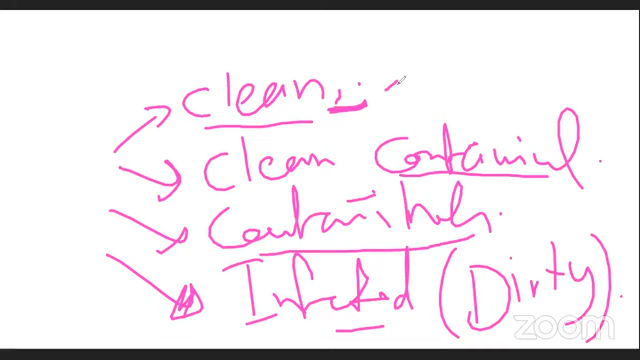 Clean
Clean Contaminated
Contaminated
Infected (Dirty)
zoom